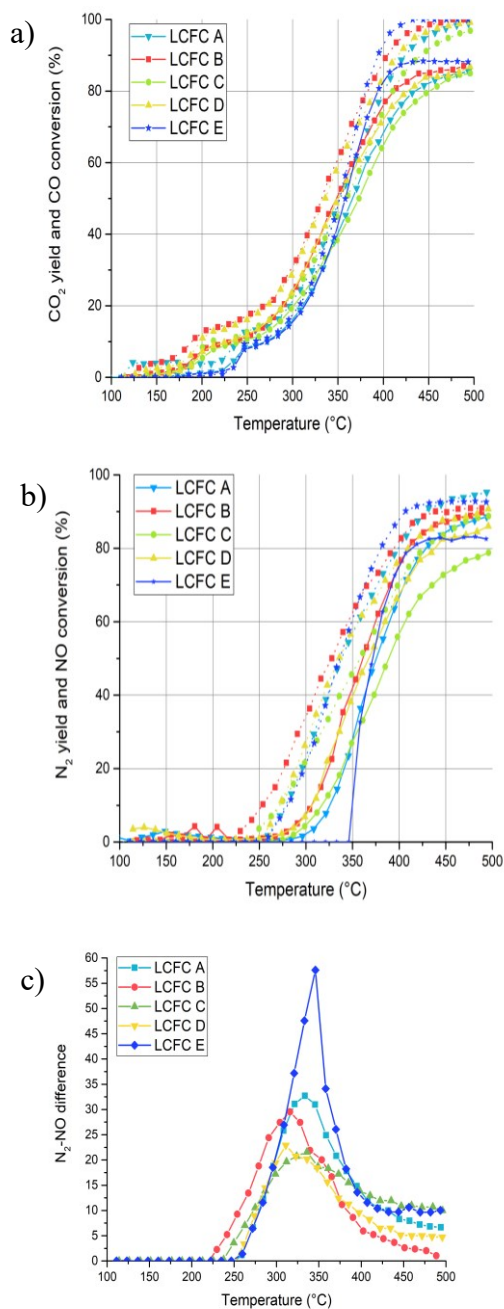 a)
LCFC A
LCFC B
LCFC C
LCFC D
LCFC E
CO₂ yield and CO conversion (%)
100
80
60
40
20
0
100 150 200 250 300 350 400 450 500
Temperature (°C)
b)
LCFC A
LCFC B
LCFC C
LCFC D
LCFC E
N₂ yield and NO conversion (%)
100
80
60
40
20
0
100 150 200 250 300 350 400 450 500
Temperature (°C)
c)
LCFC A
LCFC B
LCFC C
LCFC D
LCFC E
N₂-NO difference
60
55
50
45
40
35
30
25
20
15
10
5
0
100 150 200 250 300 350 400 450 500
Temperature (°C)